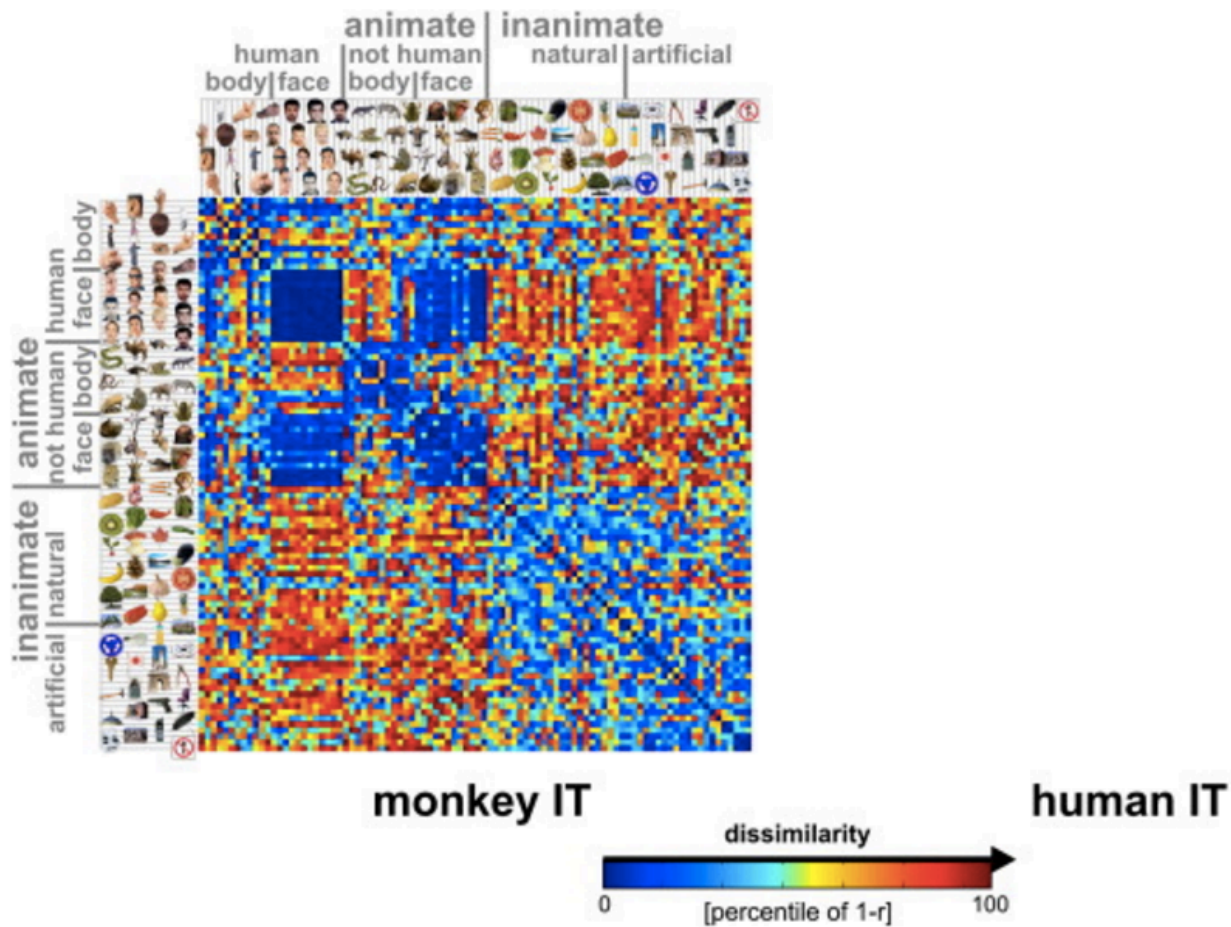 animate inanimate
human not human natural artificial
body face body face
animate
human
body
face
not human
body
face
inanimate
natural
artificial
monkey IT human IT
dissimilarity
0 100
[percentile of 1-r]